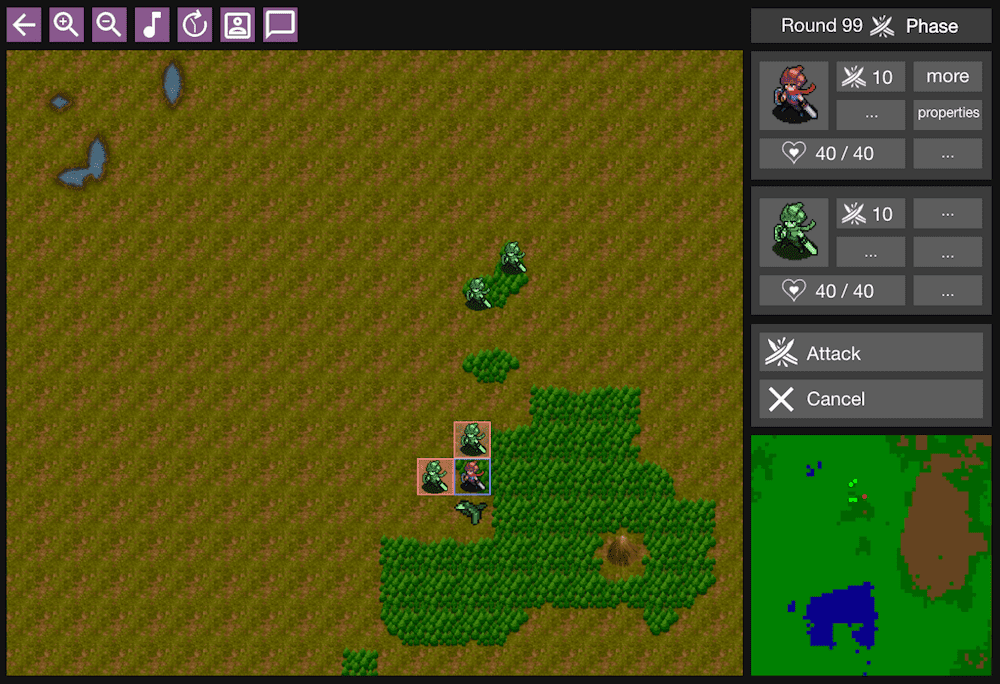 Round 99 Phase
10 more
... properties
40 / 40 ...
10 ...
... ...
40 / 40 ...
Attack
Cancel